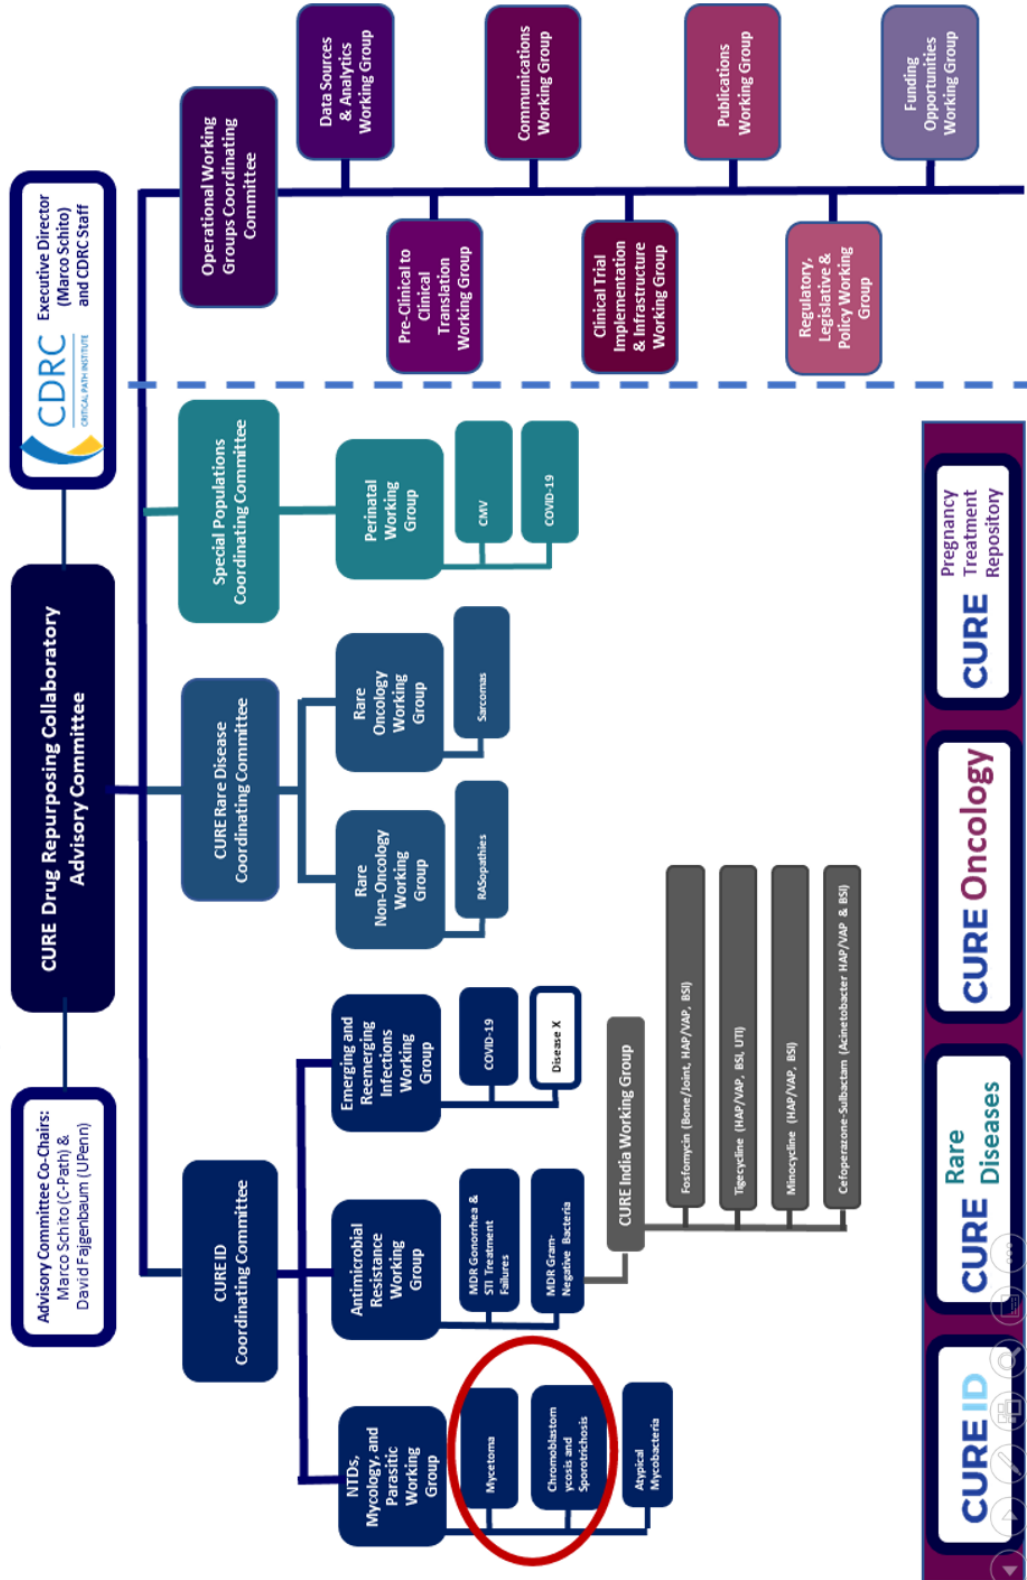 CURE Drug Repurposing Collaboratory
Advisory Committee
Advisory Committee Co-Chairs:
Marco Schito (C-Path) &
David Fajgenbaum (UPenn)
CDRC
CRITICAL PATH INSTITUTE
Executive Director
(Marco Schito)
and CDRC Staff
CURE ID
Coordinating Committee
CURE Rare Disease
Coordinating Committee
Special Populations
Coordinating Committee
Operational Working
Groups Coordinating
Committee
NTDs,
Mycology, and
Parasitic
Working
Group
Mycetoma
Chromoblastom
ycosis and
Sporotrichosis
Atypical
Mycobacteria
Antimicrobial
Resistance
Working
Group
MDR Gonorrhea &
STI Treatment
Failures
MDR Gram-
Negative Bacteria
Emerging and
Reemerging
Infections
Working
Group
COVID-19
Disease X
CURE India Working Group
Fosfomycin (Bone/Joint, HAP/VAP, BSI)
Tigecycline (HAP/VAP, BSI, UTI)
Minocycline (HAP/VAP, BSI)
Cefoperazone-Sulbactam (Acinetobacter HAP/VAP & BSI)
Rare
Non-Oncology
Working
Group
RASopathies
Rare
Oncology
Working
Group
Sarcomas
Perinatal
Working
Group
CMV
COVID-19
Data Sources
& Analytics
Working Group
Pre-Clinical to
Clinical
Translation
Working Group
Communications
Working Group
Clinical Trial
Implementation
& Infrastructure
Working Group
Publications
Working Group
Regulatory,
Legislative &
Policy Working
Group
Funding
Opportunities
Working Group
CURE ID
CURE Rare
Diseases
CURE Oncology
CURE Pregnancy
Treatment
Repository